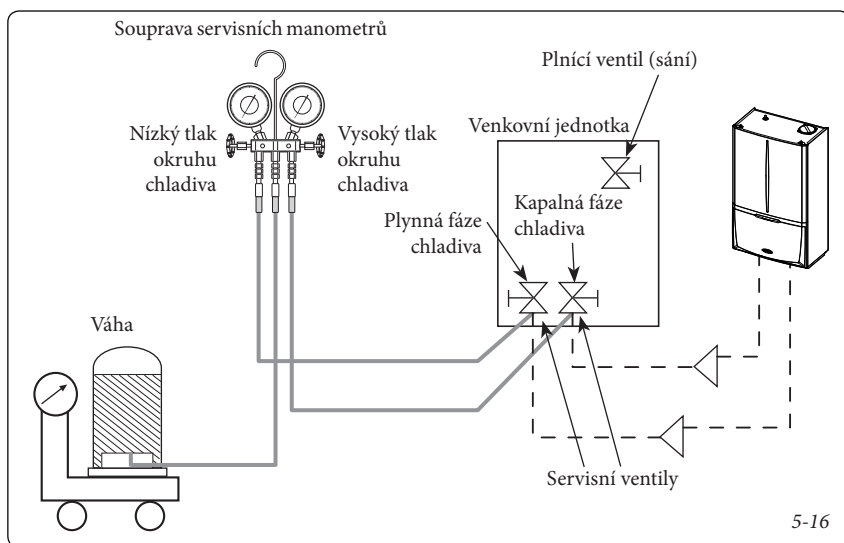 Souprava servisních manometrů
Plnící ventil (sání)
Nízký tlak
okruhu
chladiva
Vysoký tlak
okruhu
chladiva
Venkovní jednotka
Kapalná fáze
chladiva
Plynná fáze
chladiva
Váha
Servisní ventily
5-16